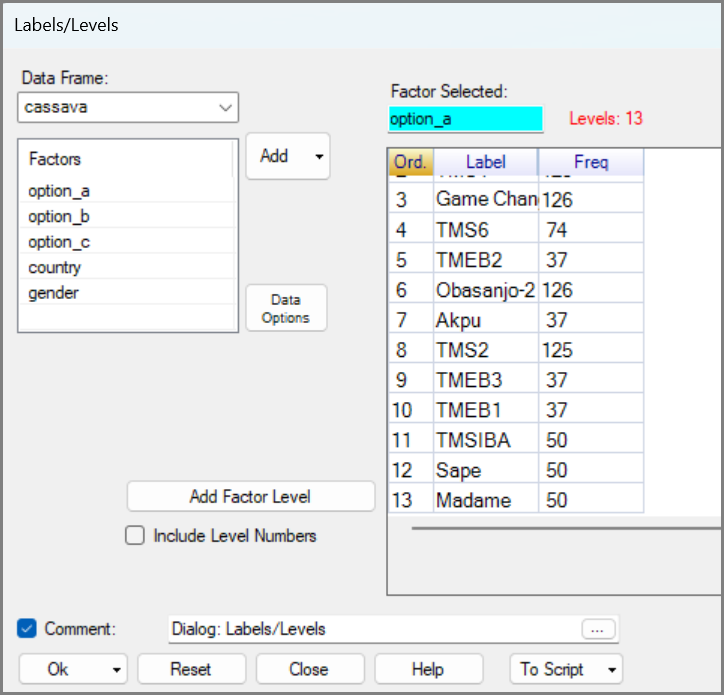 Labels/Levels
Data Frame:
cassava
Factors
option_a
option_b
option_c
country
gender
Add
Data
Options
Factor Selected:
option_a
Levels: 13
Ord. Label Freq
3 Game Chan 126
4 TMS6 74
5 TMEB2 37
6 Obasanjo-2 126
7 Akpu 37
8 TMS2 125
9 TMEB3 37
10 TMEB1 37
11 TMSIBA 50
12 Sape 50
13 Madame 50
Add Factor Level
Include Level Numbers
Comment: Dialog: Labels/Levels ...
Ok Reset Close Help To Script